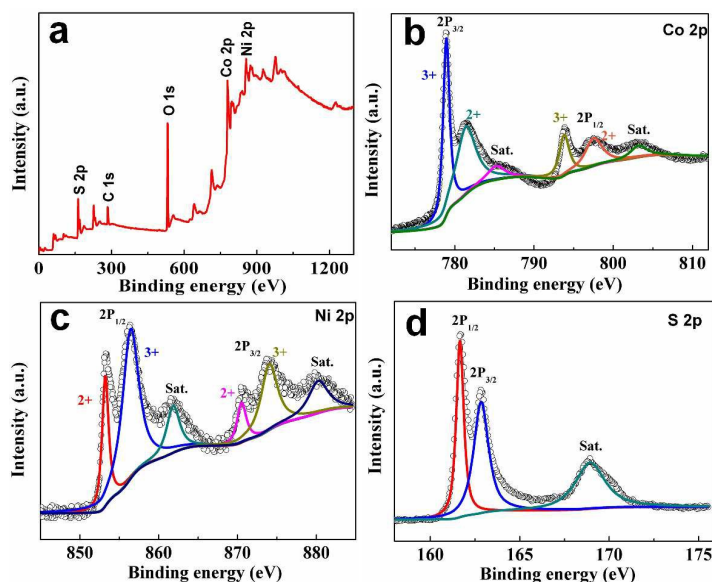 a
S 2p
C 1s
O 1s
Co 2p
Ni 2p
Intensity (a.u.)
0 300 600 900 1200
Binding energy (eV)
b
Co 2p
2P3/2
3+
2+
Sat.
3+
2P1/2
2+
Sat.
Intensity (a.u.)
780 790 800 810
Binding energy (eV)
c
Ni 2p
2P1/2
2+
3+
Sat.
2P3/2
2+
3+
Sat.
Intensity (a.u.)
850 860 870 880
Binding energy (eV)
d
S 2p
2P1/2
2P3/2
Sat.
Intensity (a.u.)
160 165 170 175
Binding energy (eV)